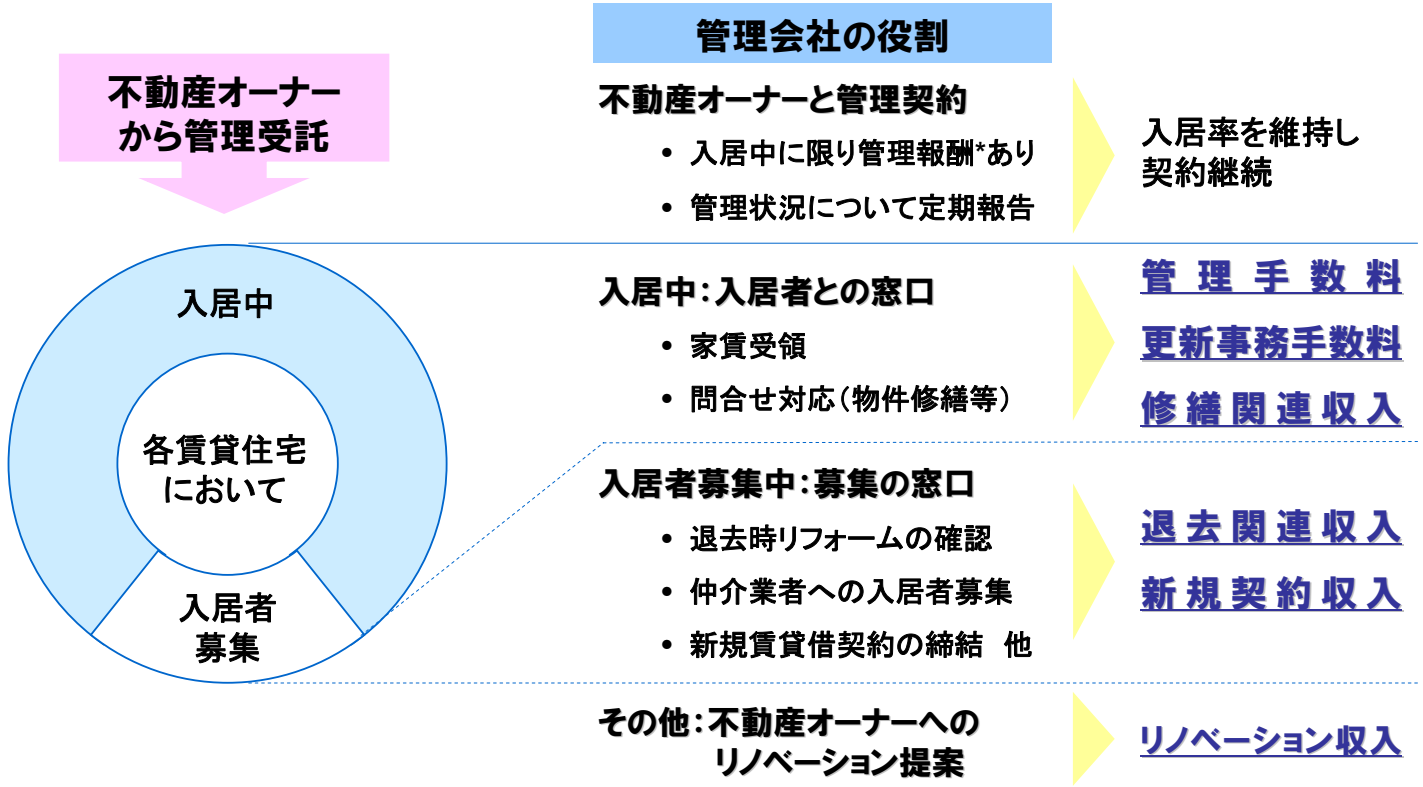 管理会社の役割
不動産オーナー
から管理受託
不動産オーナーと管理契約
• 入居中に限り管理報酬*あり
• 管理状況について定期報告
入居率を維持し
契約継続
入居中
各賃貸住宅
において
入居者
募集
入居中：入居者との窓口
• 家賃受領
• 問合せ対応（物件修繕等）
管理手数料
更新事務手数料
修繕関連収入
入居者募集中：募集の窓口
• 退去時リフォームの確認
• 仲介業者への入居者募集
• 新規賃貸借契約の締結　他
退去関連収入
新規契約収入
その他：不動産オーナーへの
リノベーション提案
リノベーション収入